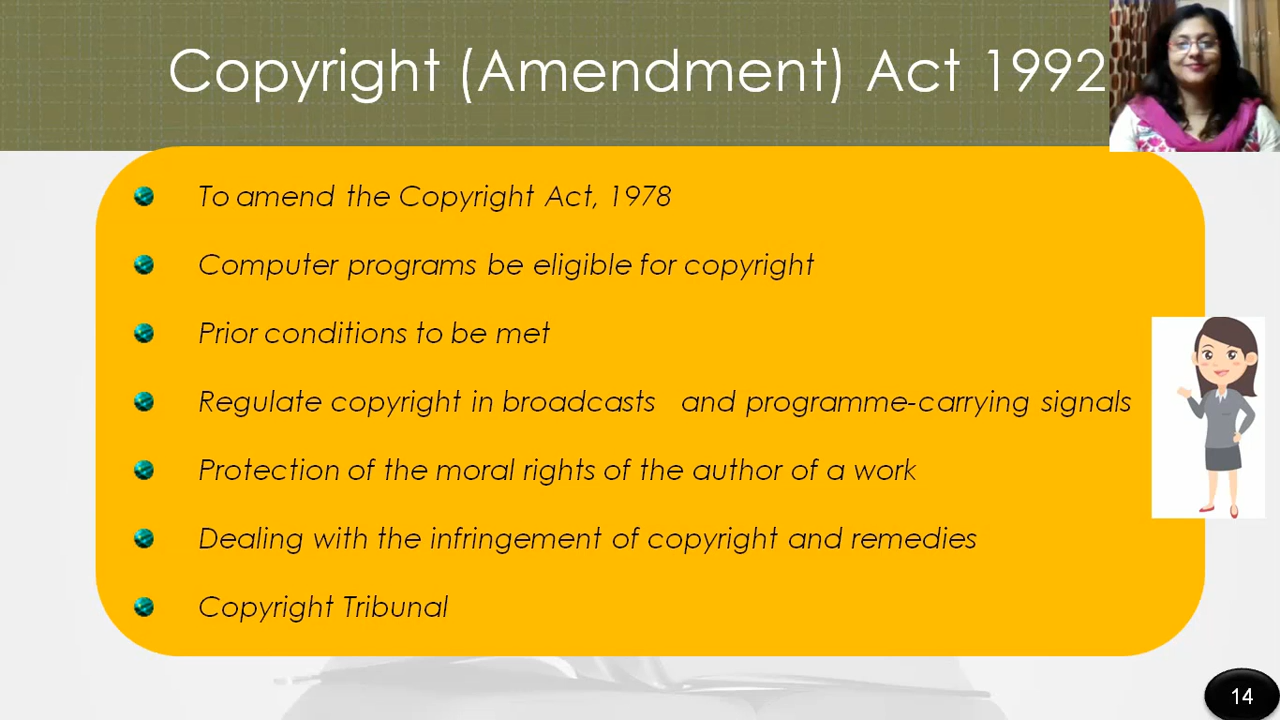 Copyright (Amendment) Act 1992
To amend the Copyright Act, 1978
Computer programs be eligible for copyright
Prior conditions to be met
Regulate copyright in broadcasts and programme-carrying signals
Protection of the moral rights of the author of a work
Dealing with the infringement of copyright and remedies
Copyright Tribunal
14